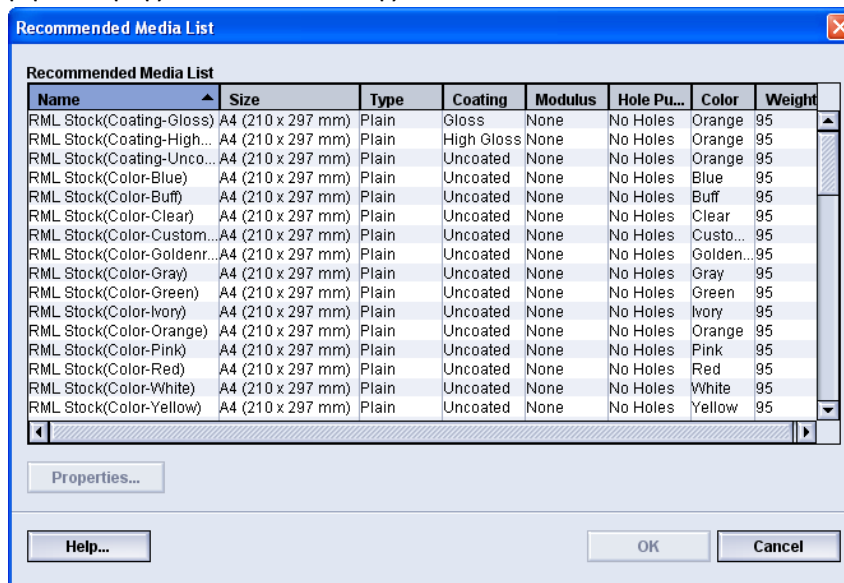 Recommended Media List
Recommended Media List
Name Size Type Coating Modulus Hole Pu... Color Weight
RML Stock(Coating-Gloss) A4 (210 x 297 mm) Plain Gloss None No Holes Orange 95
RML Stock(Coating-High... A4 (210 x 297 mm) Plain High Gloss None No Holes Orange 95
RML Stock(Coating-Unco... A4 (210 x 297 mm) Plain Uncoated None No Holes Orange 95
RML Stock(Color-Blue) A4 (210 x 297 mm) Plain Uncoated None No Holes Blue 95
RML Stock(Color-Buff) A4 (210 x 297 mm) Plain Uncoated None No Holes Buff 95
RML Stock(Color-Clear) A4 (210 x 297 mm) Plain Uncoated None No Holes Clear 95
RML Stock(Color-Custom... A4 (210 x 297 mm) Plain Uncoated None No Holes Custo... 95
RML Stock(Color-Goldenr... A4 (210 x 297 mm) Plain Uncoated None No Holes Golden... 95
RML Stock(Color-Gray) A4 (210 x 297 mm) Plain Uncoated None No Holes Gray 95
RML Stock(Color-Green) A4 (210 x 297 mm) Plain Uncoated None No Holes Green 95
RML Stock(Color-Ivory) A4 (210 x 297 mm) Plain Uncoated None No Holes Ivory 95
RML Stock(Color-Orange) A4 (210 x 297 mm) Plain Uncoated None No Holes Orange 95
RML Stock(Color-Pink) A4 (210 x 297 mm) Plain Uncoated None No Holes Pink 95
RML Stock(Color-Red) A4 (210 x 297 mm) Plain Uncoated None No Holes Red 95
RML Stock(Color-White) A4 (210 x 297 mm) Plain Uncoated None No Holes White 95
RML Stock(Color-Yellow) A4 (210 x 297 mm) Plain Uncoated None No Holes Yellow 95
Properties...
Help... OK Cancel